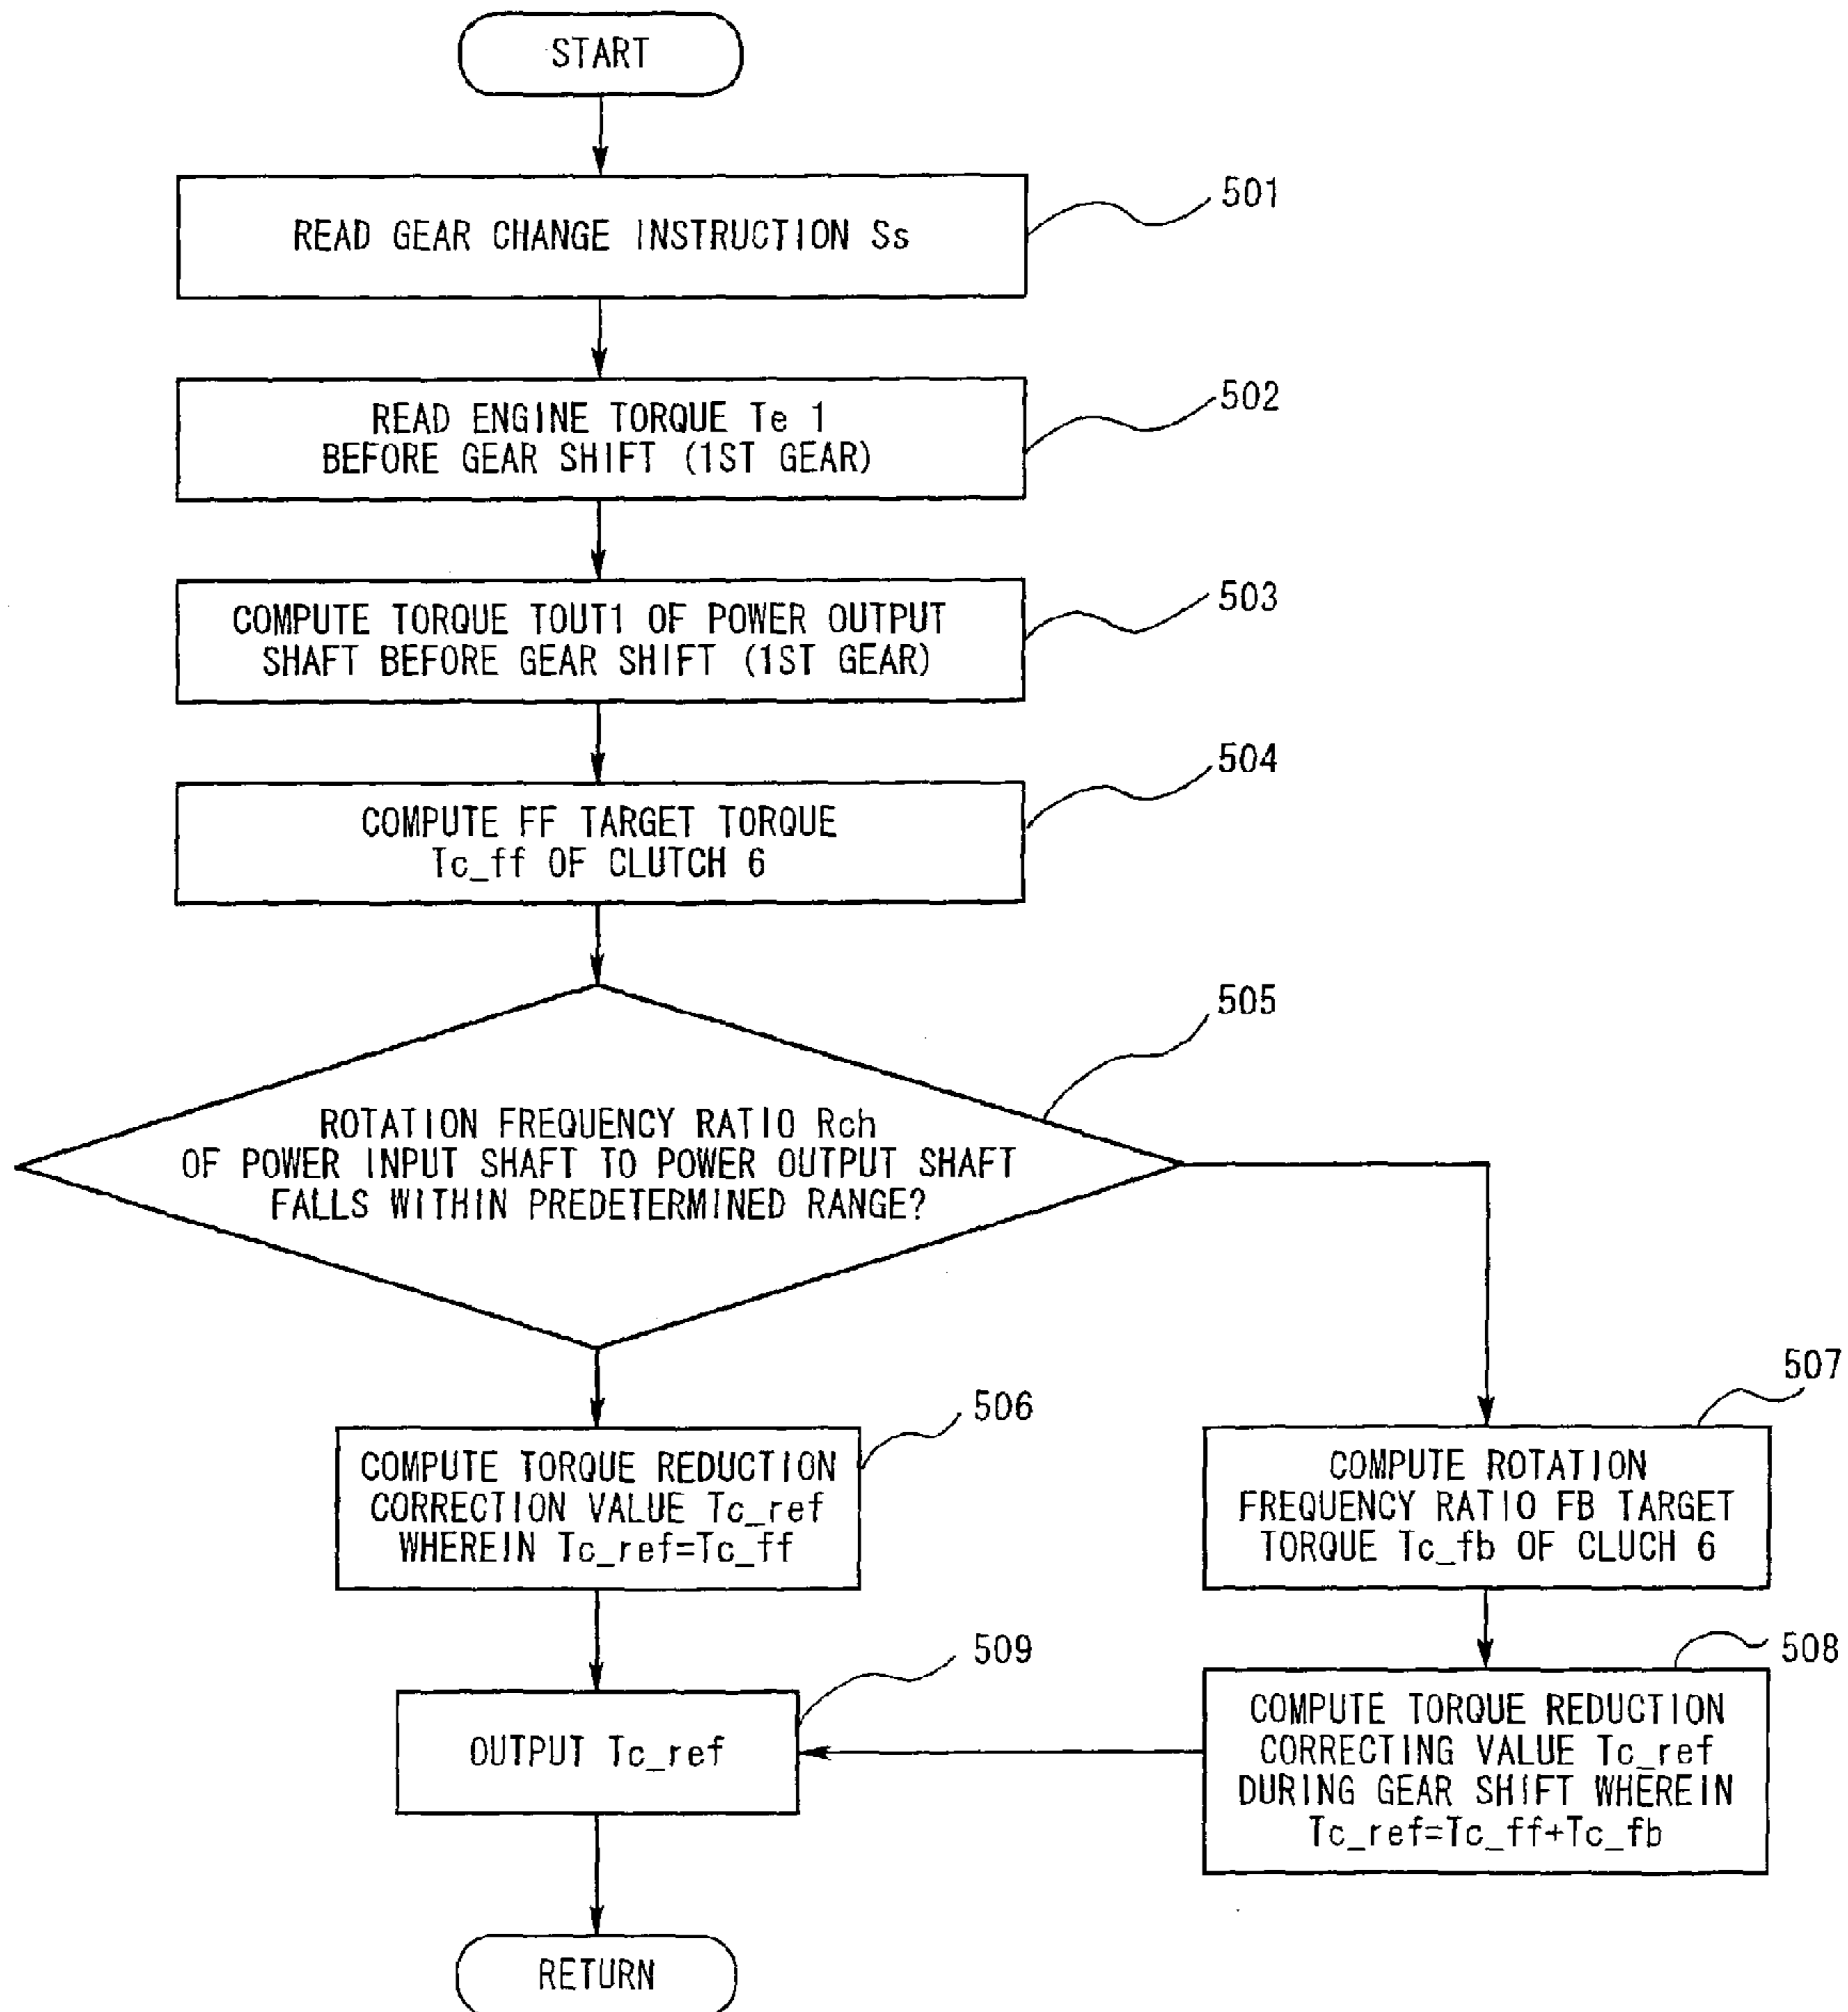 START
READ GEAR CHANGE INSTRUCTION Ss
501
READ ENGINE TORQUE Te 1
BEFORE GEAR SHIFT (1ST GEAR)
502
COMPUTE TORQUE TOUT1 OF POWER OUTPUT
SHAFT BEFORE GEAR SHIFT (1ST GEAR)
503
COMPUTE FF TARGET TORQUE
Tc_ff OF CLUTCH 6
504
ROTATION FREQUENCY RATIO Rch
OF POWER INPUT SHAFT TO POWER OUTPUT SHAFT
FALLS WITHIN PREDETERMINED RANGE?
505
COMPUTE TORQUE REDUCTION
CORRECTION VALUE Tc_ref
WHEREIN Tc_ref=Tc_ff
506
COMPUTE ROTATION
FREQUENCY RATIO FB TARGET
TORQUE Tc_fb OF CLUCH 6
507
COMPUTE TORQUE REDUCTION
CORRECTING VALUE Tc_ref
DURING GEAR SHIFT WHEREIN
Tc_ref=Tc_ff+Tc_fb
508
OUTPUT Tc_ref
509
RETURN